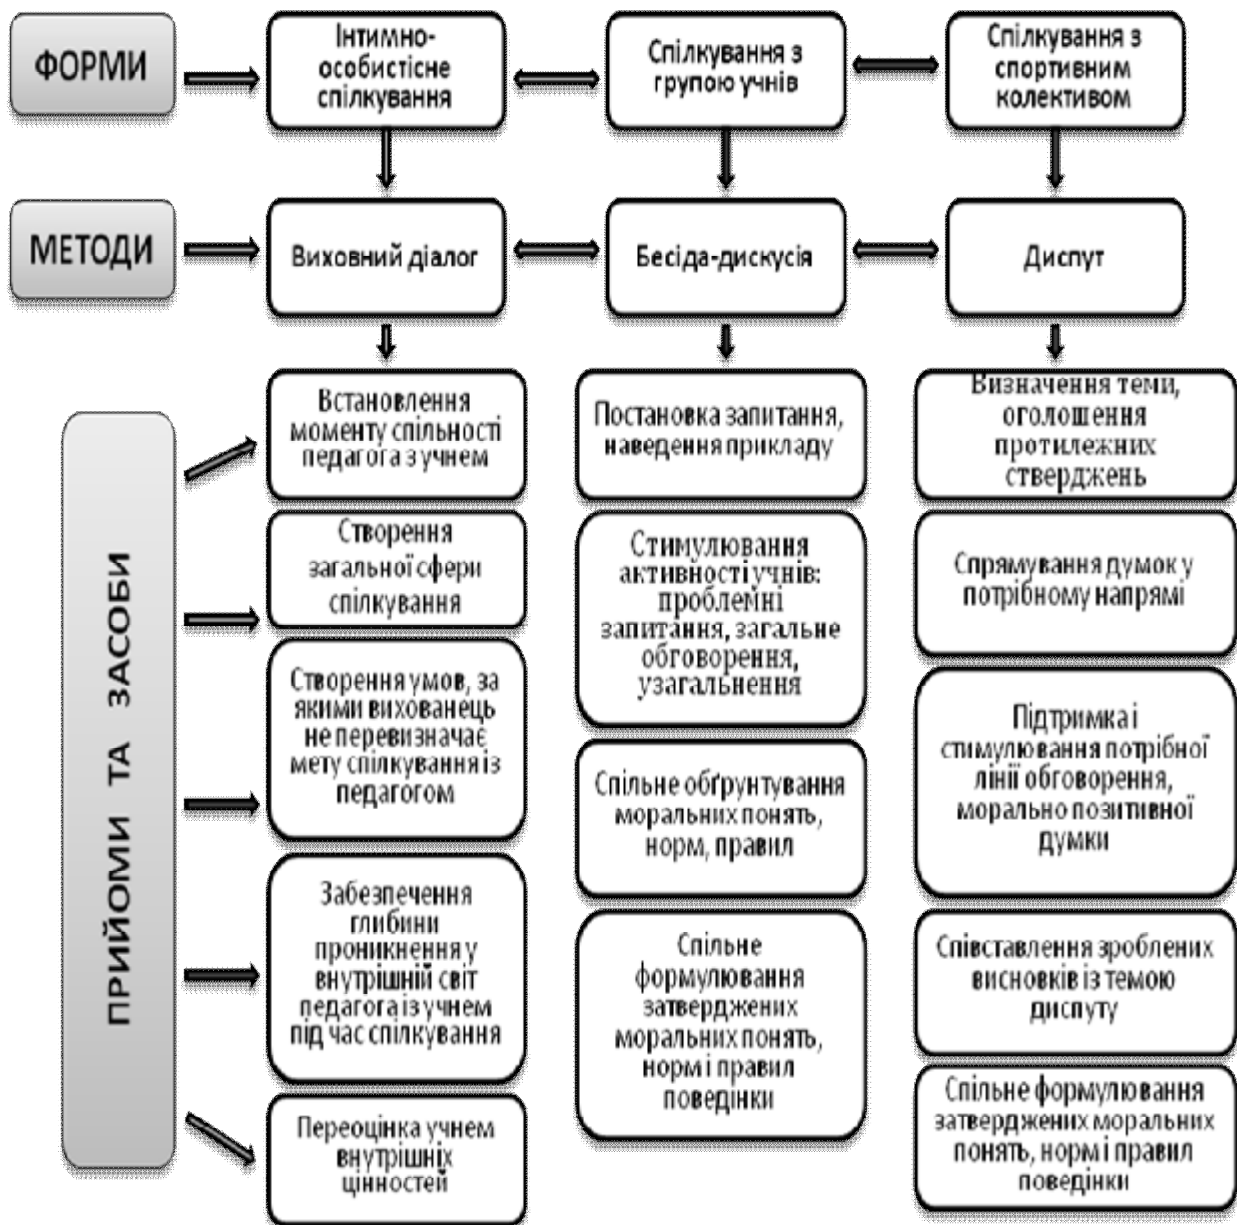 ФОРМИ
Інтимно-
особистісне
спілкування
Спілкування з
групою учнів
Спілкування з
спортивним
колективом
МЕТОДИ
Виховний діалог
Бесіда-дискусія
Диспут
ПРИЙОМИ ТА ЗАСОБИ
Встановлення
моменту спільності
педагога з учнем
Створення
загальної сфери
спілкування
Створення умов, за
якими вихованець
не перевизначає
мету спілкування із
педагогом
Забезпечення
глибини
проникнення у
внутрішній світ
педагога із учнем
під час спілкування
Переоцінка учнем
внутрішніх
цінностей
Постановка запитання,
наведення прикладу
Стимулювання
активності учнів:
проблемні
запитання, загальне
обговорення,
узагальнення
Спільне обґрунтування
моральних понять,
норм, правил
Спільне
формулювання
затверджених
моральних понять,
норм і правил
поведінки
Визначення теми,
оголошення
протилежних
стверджень
Спрямування думок у
потрібному напрямі
Підтримка і
стимулювання потрібної
лінії обговорення,
морально позитивної
думки
Співставлення зроблених
висновків із темою
диспуту
Спільне формулювання
затверджених моральних
понять, норм і правил
поведінки